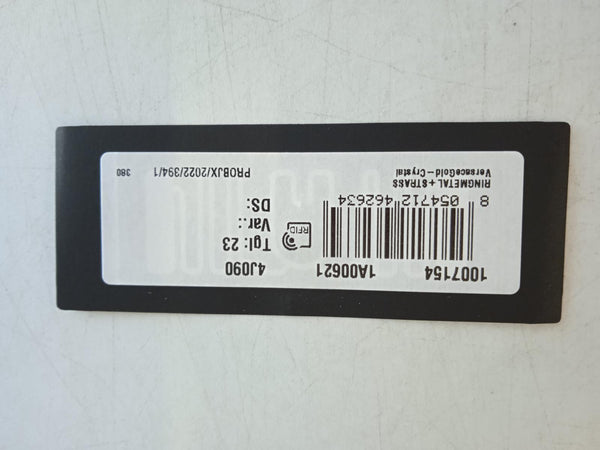 1007154 1A00621 4J090
Tgl: 23
Var.:
DS:
RFID
8 054712 462634
RINGMETAL+STRASS
VersaceGold-Crystal
PROBJX/2022/394/1 380